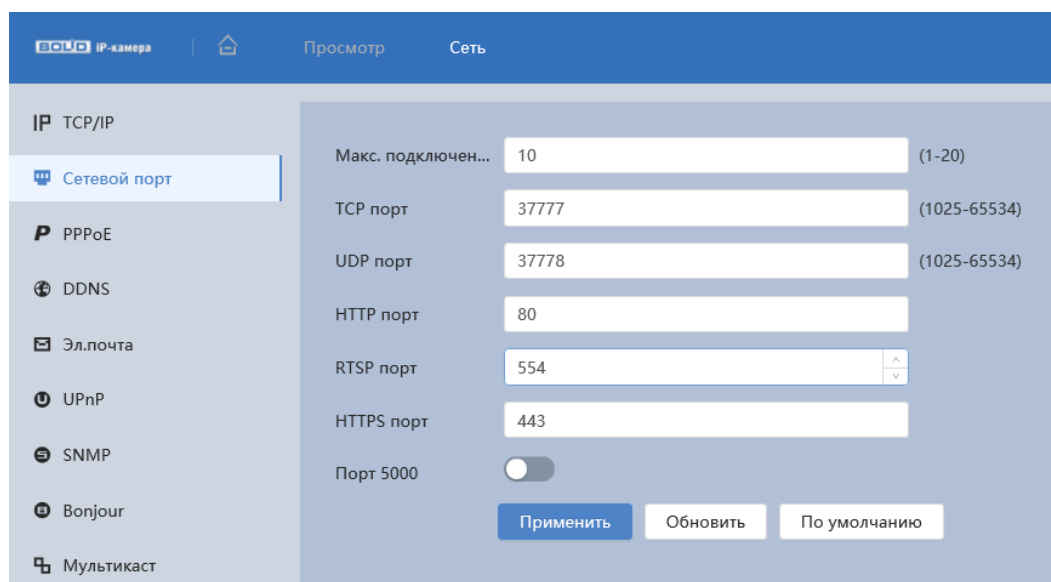 BOLID IP-камера
Просмотр
Сеть
IP TCP/IP
Сетевой порт
PPPoE
DDNS
Эл.почта
UPnP
SNMP
Bonjour
Мультикаст
Макс. подключен... 10 (1-20)
TCP порт 37777 (1025-65534)
UDP порт 37778 (1025-65534)
HTTP порт 80
RTSP порт 554
HTTPS порт 443
Порт 5000
Применить
Обновить
По умолчанию